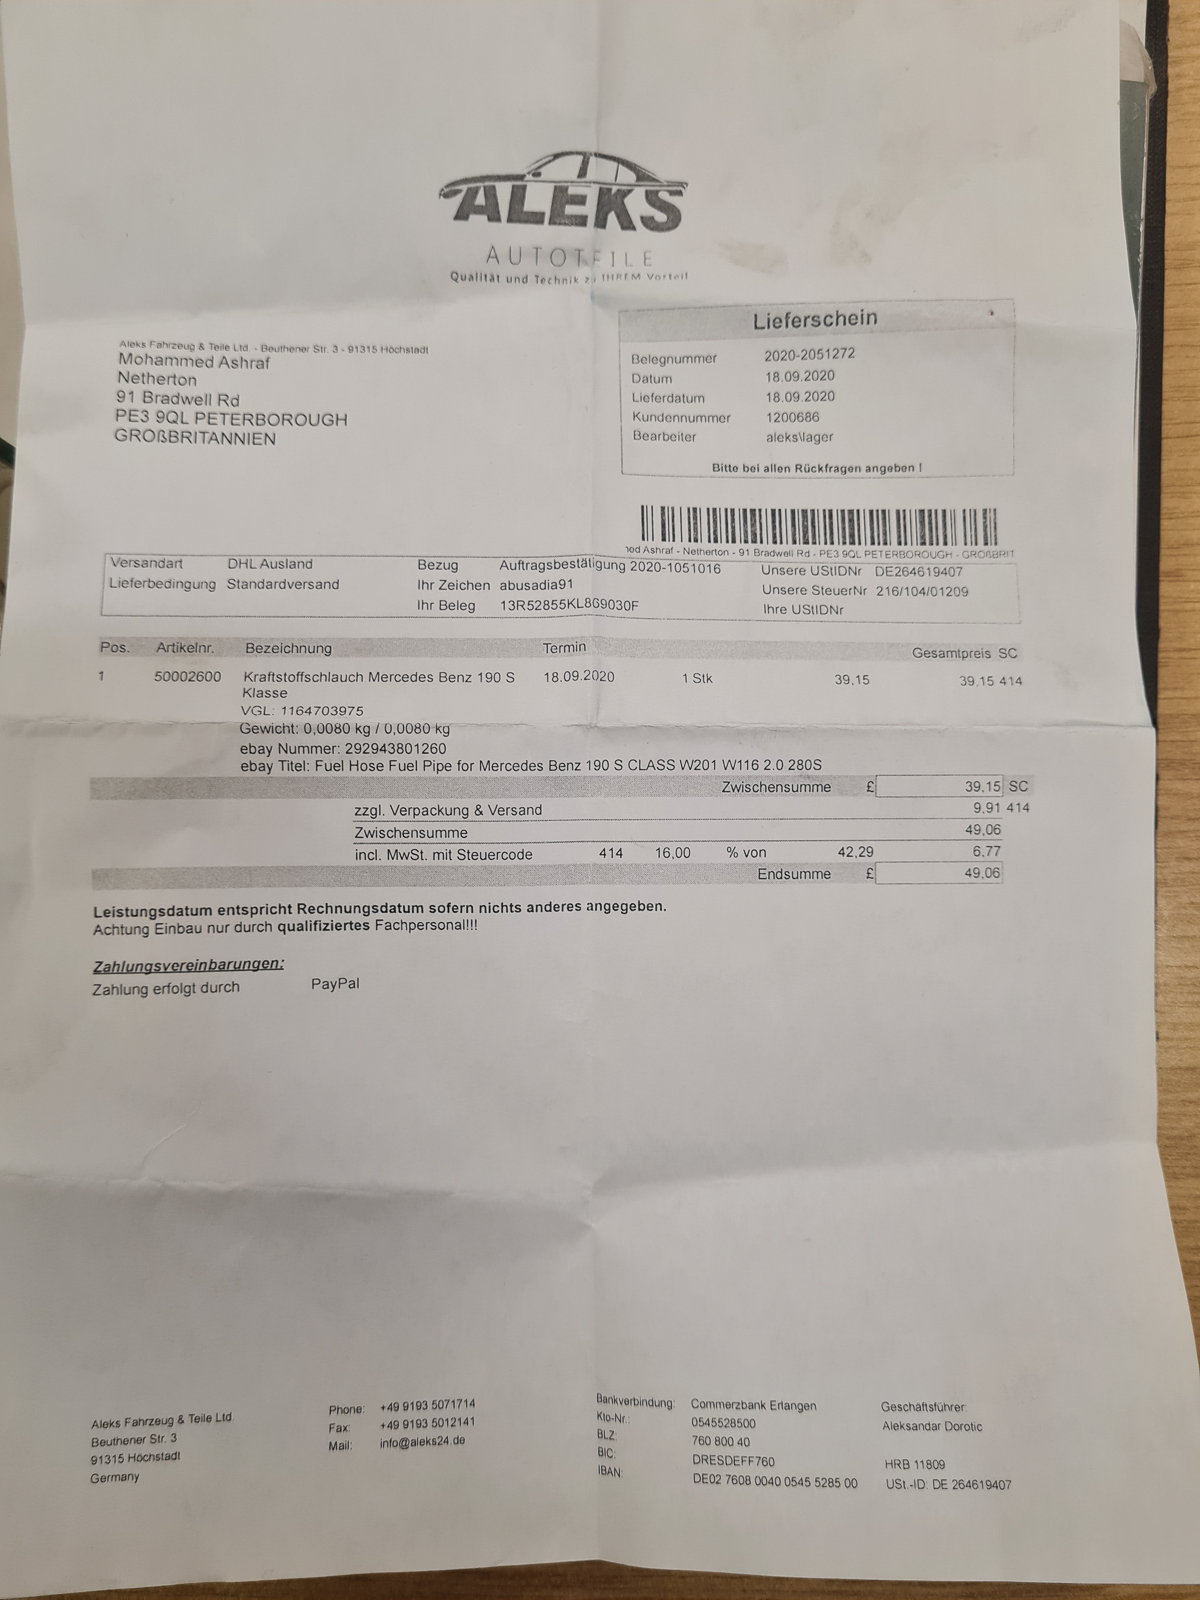 ALEKS
AUTOTEILE
Qualität und Technik zu IHREM Vorteil
Lieferschein
Belegnummer 2020-2051272
Datum 18.09.2020
Lieferdatum 18.09.2020
Kundennummer 1200686
Bearbeiter aleks\lager
Bitte bei allen Rückfragen angeben !
Aleks Fahrzeug & Teile Ltd. - Beuthener Str. 3 - 91315 Höchstadt
Mohammed Ashraf
Netherton
91 Bradwell Rd
PE3 9QL PETERBOROUGH
GROßBRITANNIEN
Ashraf - Netherton - 91 Bradwell Rd - PE3 9QL PETERBOROUGH - GROßBRIT
Versandart DHL Ausland Bezug Auftragsbestätigung 2020-1051016 Unsere UStIDNr DE264619407
Lieferbedingung Standardversand Ihr Zeichen abusadia91 Unsere SteuerNr 216/104/01209
Ihr Beleg 13R52855KL869030F Ihre UStIDNr
Pos. Artikelnr. Bezeichnung Termin Gesamtpreis SC
1 50002600 Kraftstoffschlauch Mercedes Benz 190 S 18.09.2020 1 Stk 39,15 39,15 414
Klasse
VGL: 1164703975
Gewicht: 0,0080 kg / 0,0080 kg
ebay Nummer: 292943801260
ebay Titel: Fuel Hose Fuel Pipe for Mercedes Benz 190 S CLASS W201 W116 2.0 280S
Zwischensumme £ 39,15 SC
zzgl. Verpackung & Versand 9,91 414
Zwischensumme 49,06
incl. MwSt. mit Steuercode 414 16,00 % von 42,29 6,77
Endsumme £ 49,06
Leistungsdatum entspricht Rechnungsdatum sofern nichts anderes angegeben.
Achtung Einbau nur durch qualifiziertes Fachpersonal!!!
Zahlungsvereinbarungen:
Zahlung erfolgt durch PayPal
Aleks Fahrzeug & Teile Ltd.
Beuthener Str. 3
91315 Höchstadt
Germany
Phone: +49 9193 5071714
Fax: +49 9193 5012141
Mail: info@aleks24.de
Bankverbindung: Commerzbank Erlangen
Kto-Nr.: 0545528500
BLZ: 760 800 40
BIC: DRESDEFF760
IBAN: DE02 7608 0040 0545 5285 00
Geschäftsführer:
Aleksandar Dorotic
HRB 11809
USt.-ID: DE 264619407